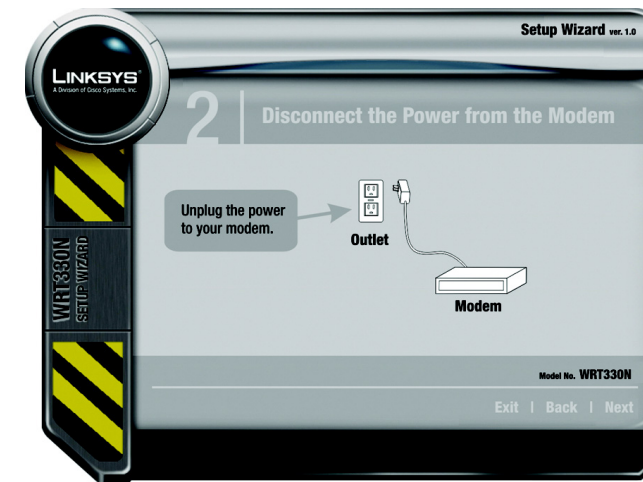 Setup Wizard ver. 1.0
LINKSYS®
A Division of Cisco Systems, Inc.
2
Disconnect the Power from the Modem
Unplug the power
to your modem.
Outlet
Modem
WRT330N
SETUP WIZARD
Model No. WRT330N
Exit | Back | Next